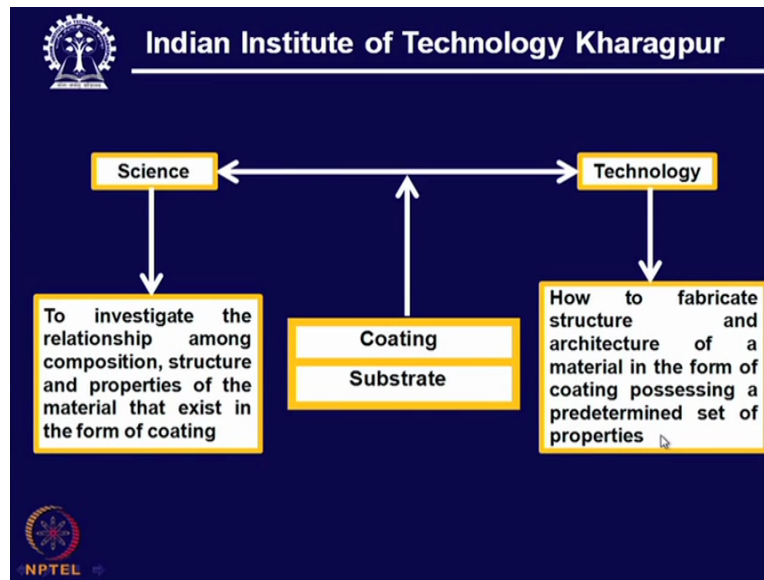 Indian Institute of Technology Kharagpur
Science
Technology
To investigate the
relationship among
composition, structure
and properties of the
material that exist in
the form of coating
Coating
Substrate
How to fabricate
structure and
architecture of a
material in the form of
coating possessing a
predetermined set of
properties
NPTEL